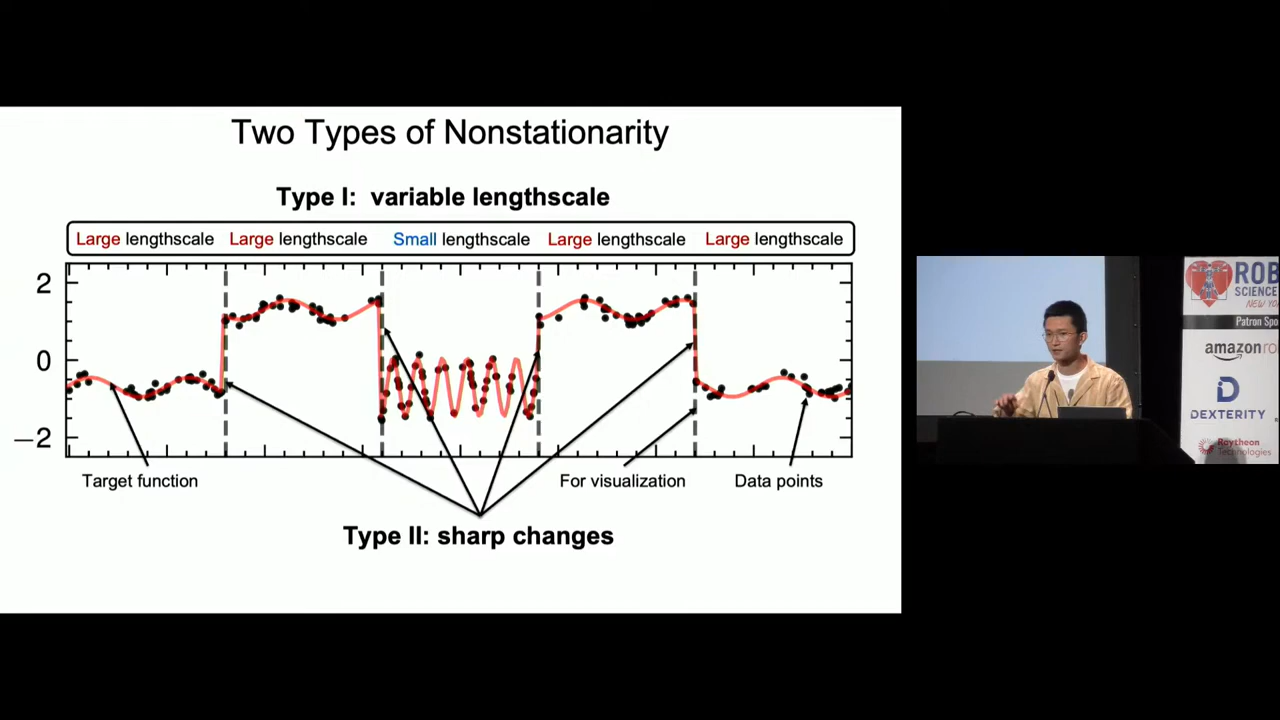 Two Types of Nonstationarity
Type I: variable lengthscale
Large lengthscale Large lengthscale Small lengthscale Large lengthscale Large lengthscale
2
0
−2
Target function
For visualization
Data points
Type II: sharp changes
ROB
SCIENCE
NEW YO
Patron Spo
amazon ro
DEXTERITY
Raytheon
Technologies